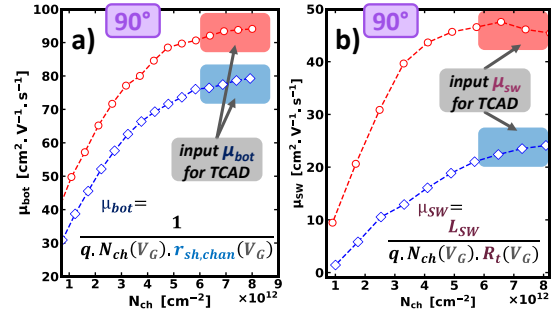 a)
90°
100
90
80
70
60
50
40
30
20
μbot [cm². V⁻¹. s⁻¹]
input μbot
for TCAD
μbot=
1
q. Nch(VG). rsh,chan(VG)
1 2 3 4 5 6 7 8
×10¹²
Nch [cm⁻²]
b)
90°
50
40
30
20
10
0
μsw [cm². V⁻¹. s⁻¹]
input μsw
for TCAD
μSW=
LSW
q. Nch(VG). Rt(VG)
1 2 3 4 5 6 7 8
×10¹²
Nch [cm⁻²]